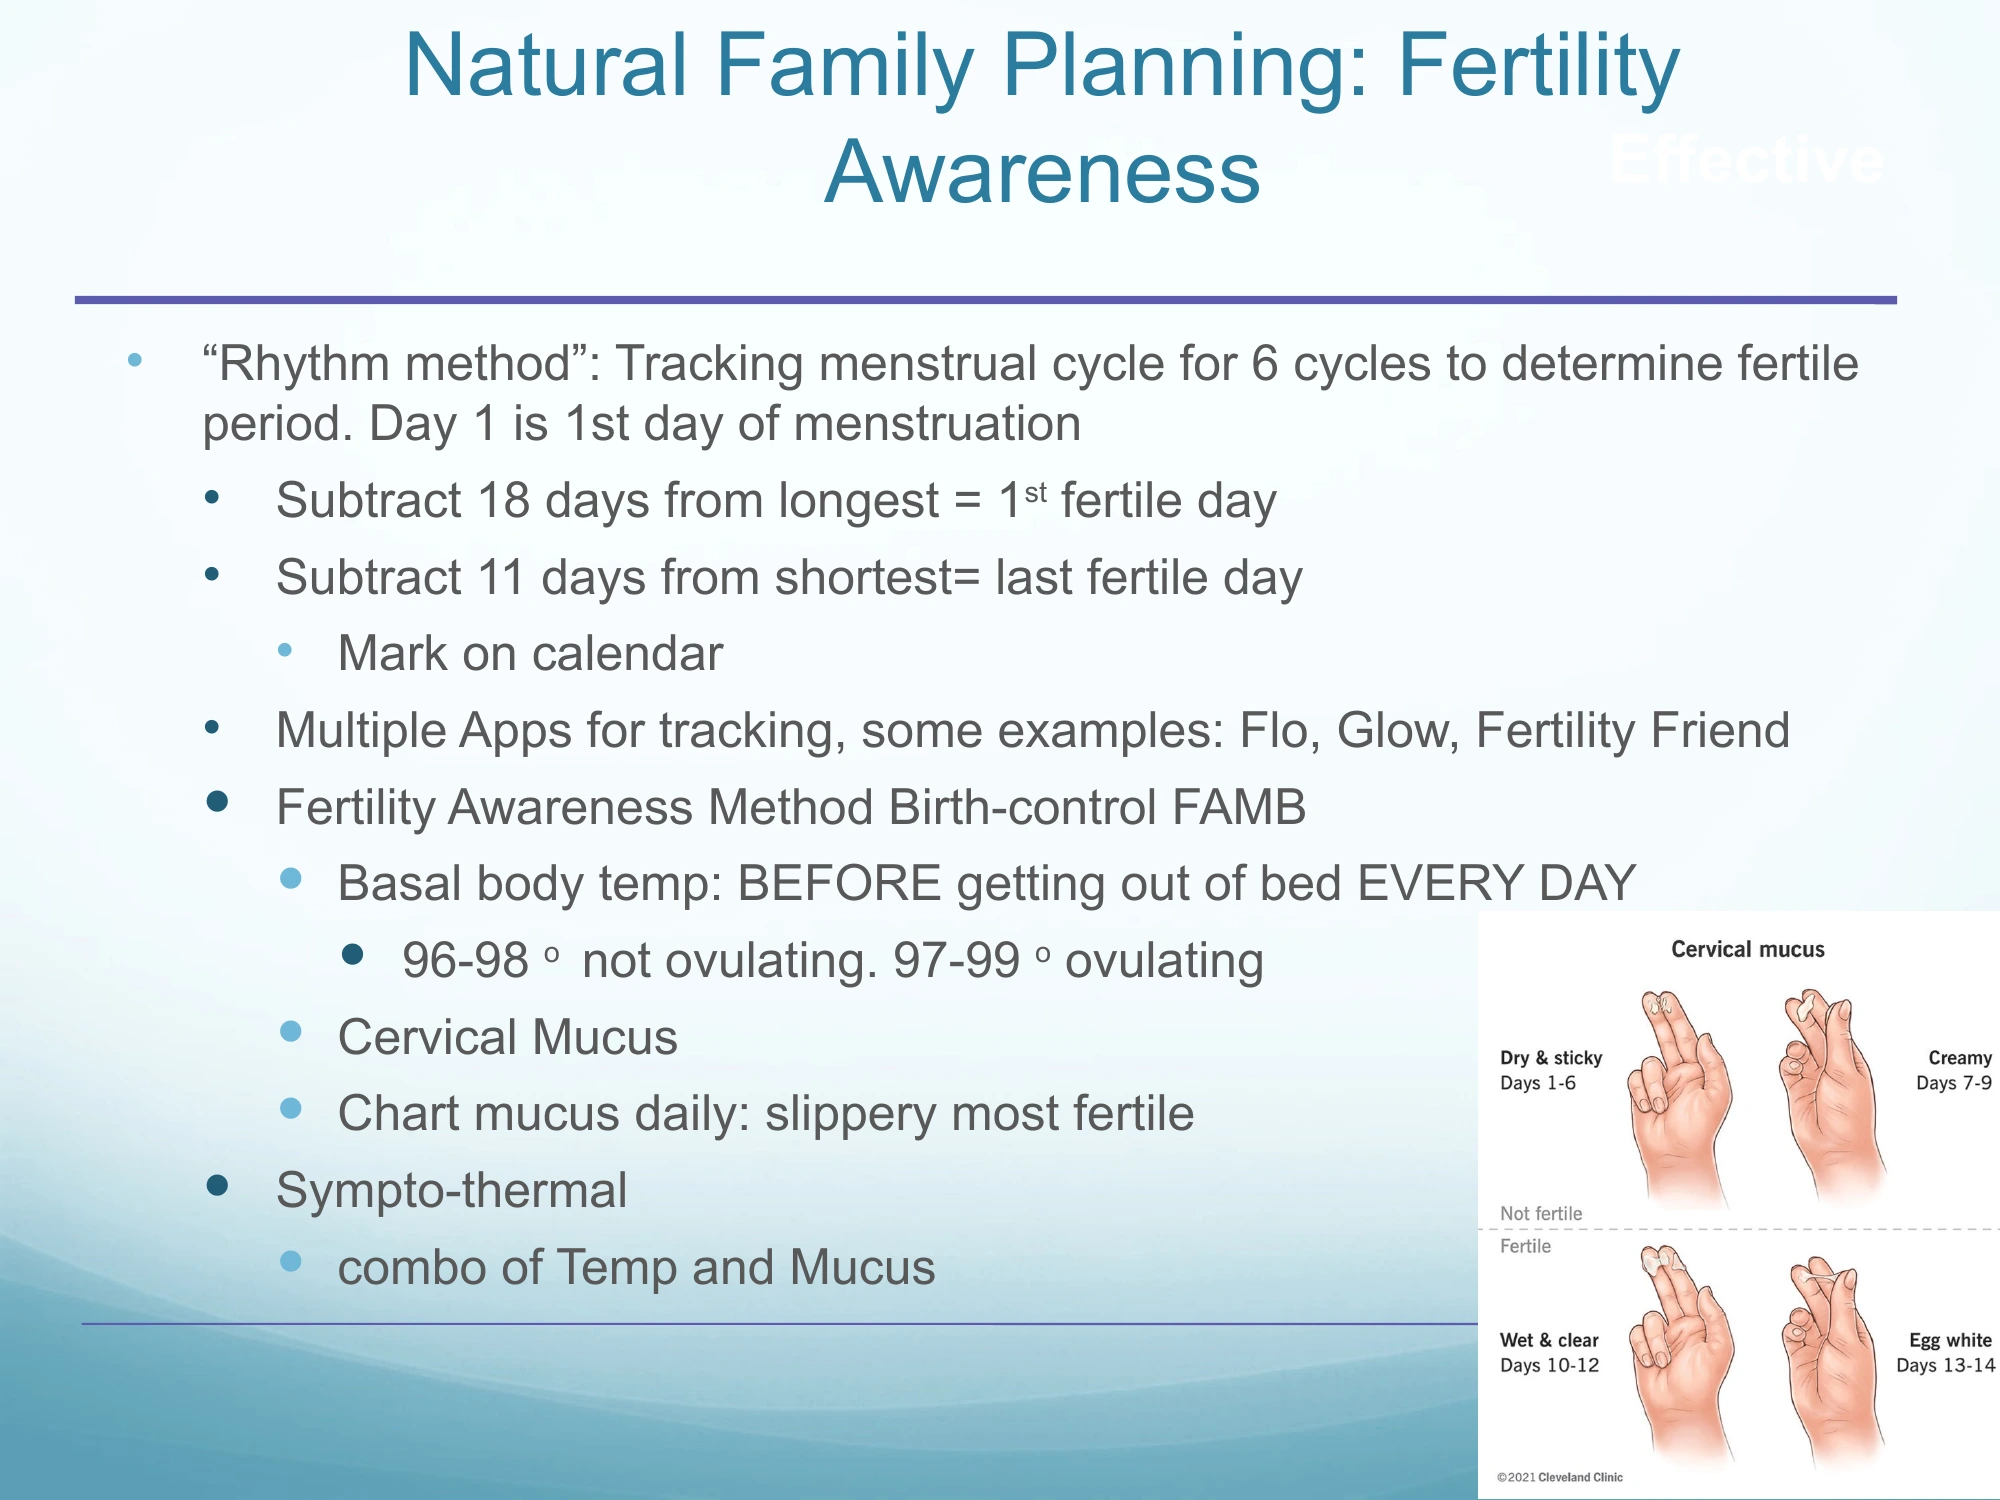 Natural Family Planning: Fertility
Awareness
Effective
• “Rhythm method”: Tracking menstrual cycle for 6 cycles to determine fertile
period. Day 1 is 1st day of menstruation
• Subtract 18 days from longest = 1st fertile day
• Subtract 11 days from shortest= last fertile day
• Mark on calendar
• Multiple Apps for tracking, some examples: Flo, Glow, Fertility Friend
• Fertility Awareness Method Birth-control FAMB
• Basal body temp: BEFORE getting out of bed EVERY DAY
• 96-98 º not ovulating. 97-99 º ovulating
• Cervical Mucus
• Chart mucus daily: slippery most fertile
• Sympto-thermal
• combo of Temp and Mucus
Cervical mucus
Dry & sticky
Days 1-6
Creamy
Days 7-9
Not fertile
Fertile
Wet & clear
Days 10-12
Egg white
Days 13-14
©2021 Cleveland Clinic